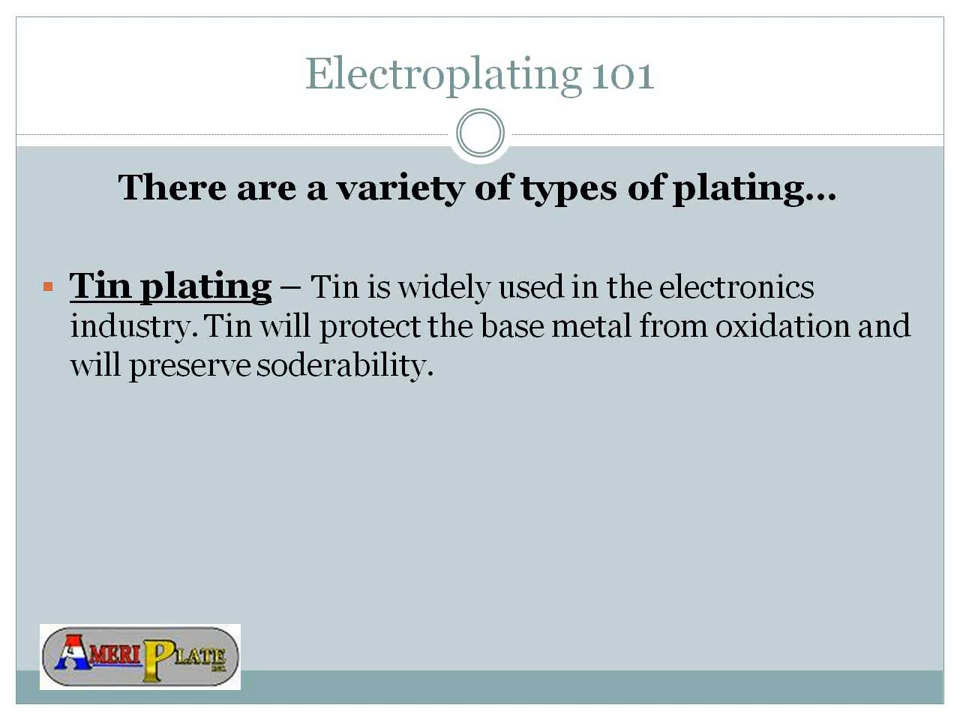 Electroplating 101
There are a variety of types of plating...
▪ Tin plating – Tin is widely used in the electronics
industry. Tin will protect the base metal from oxidation and
will preserve soderability.
AMERI PLATE INC.